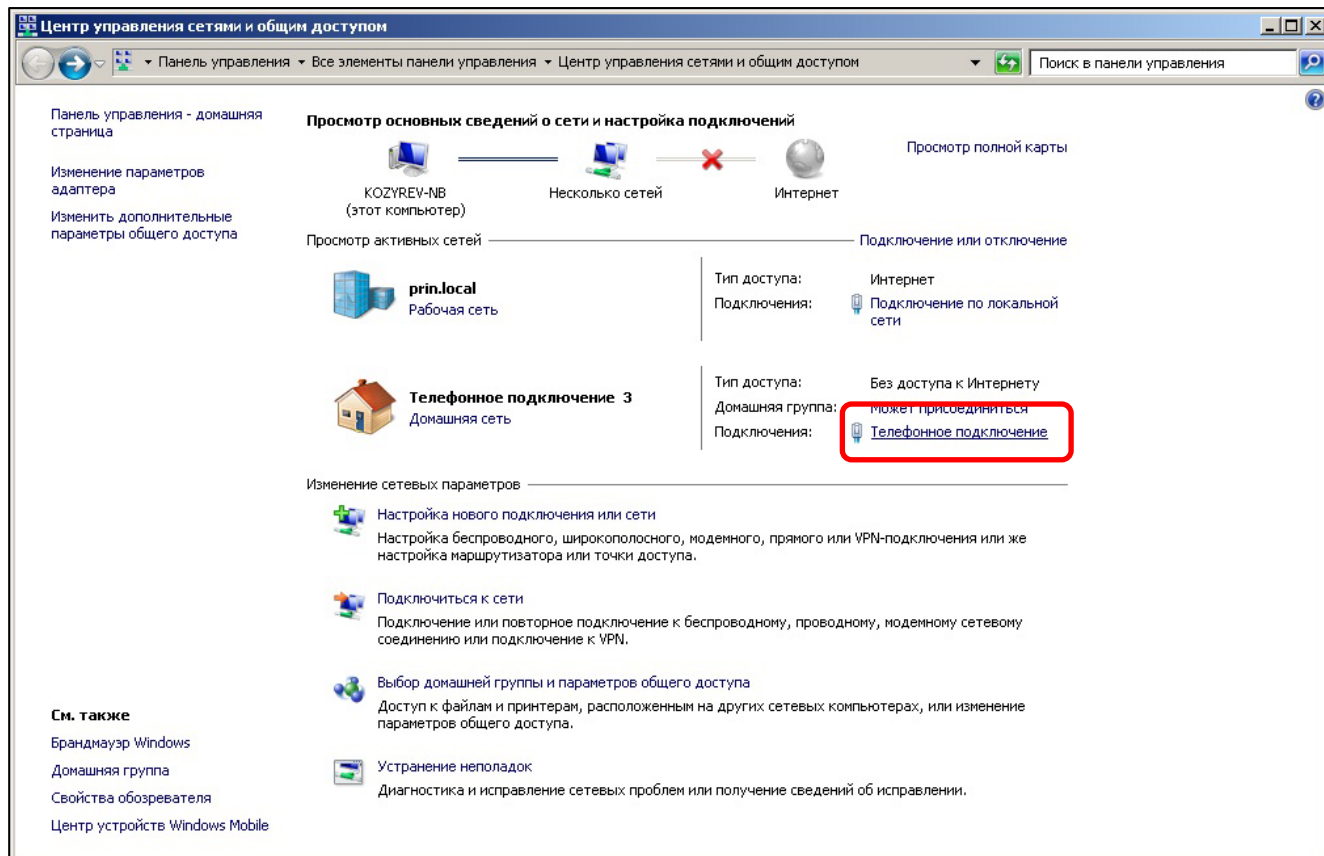 Центр управления сетями и общим доступом
Панель управления
Все элементы панели управления
Центр управления сетями и общим доступом
Поиск в панели управления
Панель управления - домашняя
страница
Изменение параметров
адаптера
Изменить дополнительные
параметры общего доступа
Просмотр основных сведений о сети и настройка подключений
Просмотр полной карты
KOZYREV-NB
(этот компьютер)
Несколько сетей
Интернет
Просмотр активных сетей
Подключение или отключение
prin.local
Рабочая сеть
Тип доступа: Интернет
Подключения: Подключение по локальной
сети
Телефонное подключение 3
Домашняя сеть
Тип доступа: Без доступа к Интернету
Домашняя группа: Может присоединиться
Подключения: Телефонное подключение
Изменение сетевых параметров
Настройка нового подключения или сети
Настройка беспроводного, широкополосного, модемного, прямого или VPN-подключения или же
настройка маршрутизатора или точки доступа.
Подключиться к сети
Подключение или повторное подключение к беспроводному, проводному, модемному сетевому
соединению или подключение к VPN.
Выбор домашней группы и параметров общего доступа
Доступ к файлам и принтерам, расположенным на других сетевых компьютерах, или изменение
параметров общего доступа.
Устранение неполадок
Диагностика и исправление сетевых проблем или получение сведений об исправлении.
См. также
Брандмауэр Windows
Домашняя группа
Свойства обозревателя
Центр устройств Windows Mobile